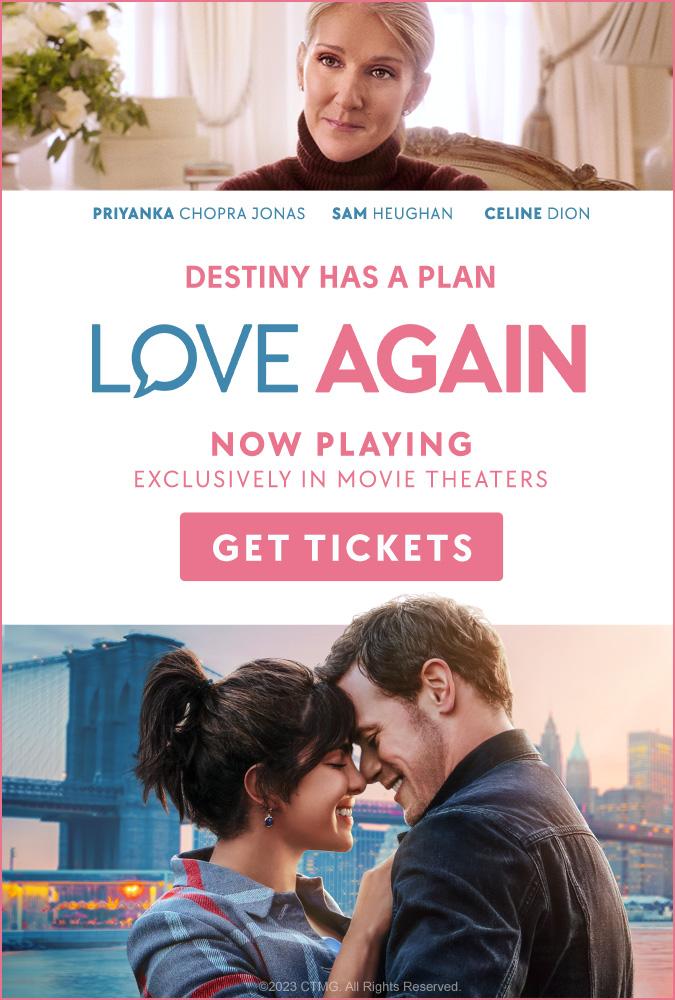 PRIYANKA CHOPRA JONAS SAM HEUGHAN CELINE DION
DESTINY HAS A PLAN
LOVE AGAIN
NOW PLAYING
EXCLUSIVELY IN MOVIE THEATERS
GET TICKETS
©2023 CTMG. All Rights Reserved.